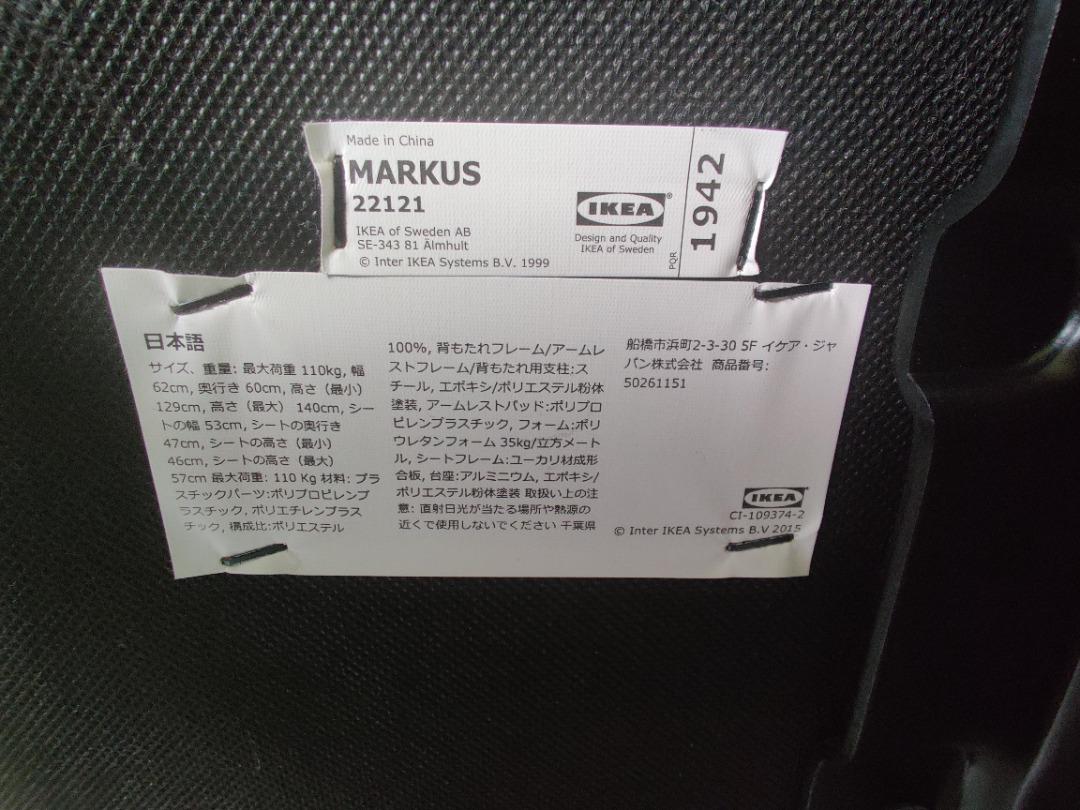 Made in China
MARKUS
22121
IKEA of Sweden AB
SE-343 81 Älmhult
© Inter IKEA Systems B.V. 1999
IKEA®
Design and Quality
IKEA of Sweden
PQR
1942
日本語
サイズ、重量: 最大荷重 110kg, 幅
62cm, 奥行き 60cm, 高さ（最小）
129cm, 高さ（最大） 140cm, シー
トの幅 53cm, シートの奥行き
47cm, シートの高さ（最小）
46cm, シートの高さ（最大）
57cm 最大荷重: 110 Kg 材料: プラ
スチックパーツ:ポリプロピレンプ
ラスチック, ポリエチレンプラス
チック, 構成比:ポリエステル
100%, 背もたれフレーム/アームレ
ストフレーム/背もたれ用支柱:ス
チール, エポキシ/ポリエステル粉体
塗装, アームレストパッド:ポリプロ
ピレンプラスチック, フォーム:ポリ
ウレタンフォーム 35kg/立方メート
ル, シートフレーム:ユーカリ材成形
合板, 台座:アルミニウム, エポキシ/
ポリエステル粉体塗装 取扱い上の注
意: 直射日光が当たる場所や熱源の
近くで使用しないでください 千葉県
船橋市浜町2-3-30 5F イケア・ジャ
パン株式会社 商品番号:
50261151
IKEA®
CI-109374-2
© Inter IKEA Systems B.V 2015